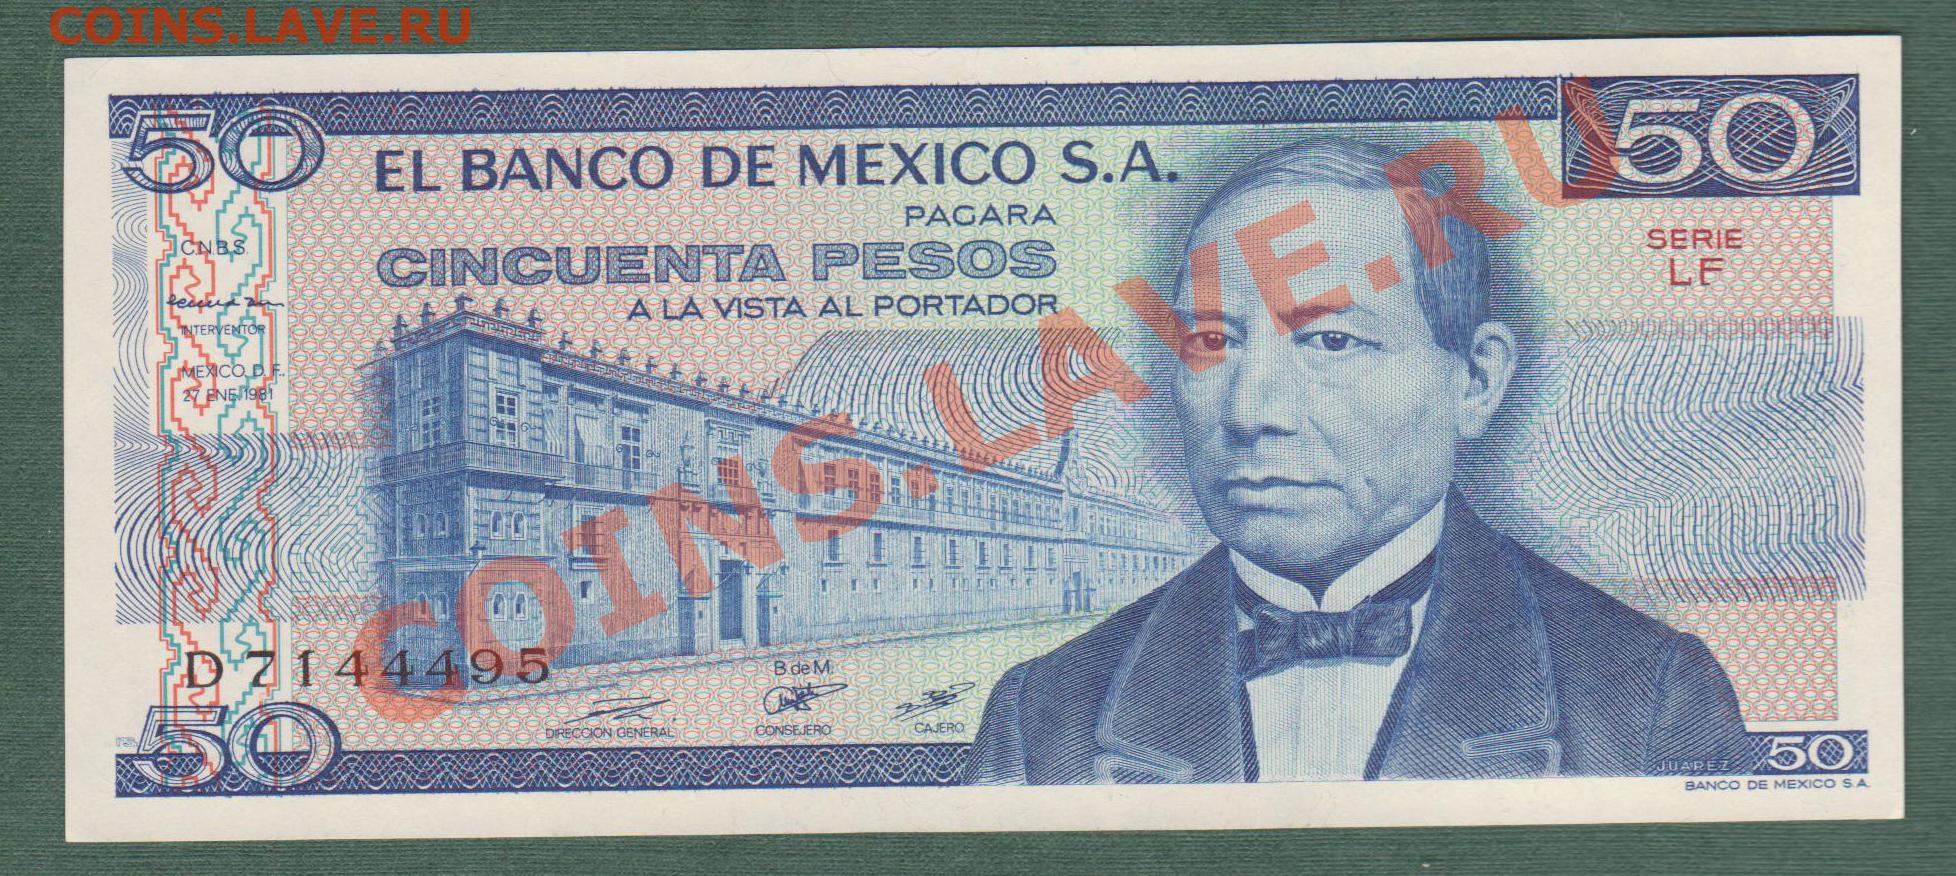 COINS.LAVE.RU
50
50
EL BANCO DE MEXICO S.A.
PAGARA
CINCUENTA PESOS
A LA VISTA AL PORTADOR
SERIE
LF
C.N.B.S.
INTERVENTOR
MEXICO, D.F.,
27 ENE. 1981
COINS.LAVE.RU
D7144495
B de M
DIRECCION GENERAL
CONSEJERO
CAJERO
50
JUAREZ
50
BANCO DE MEXICO S.A.